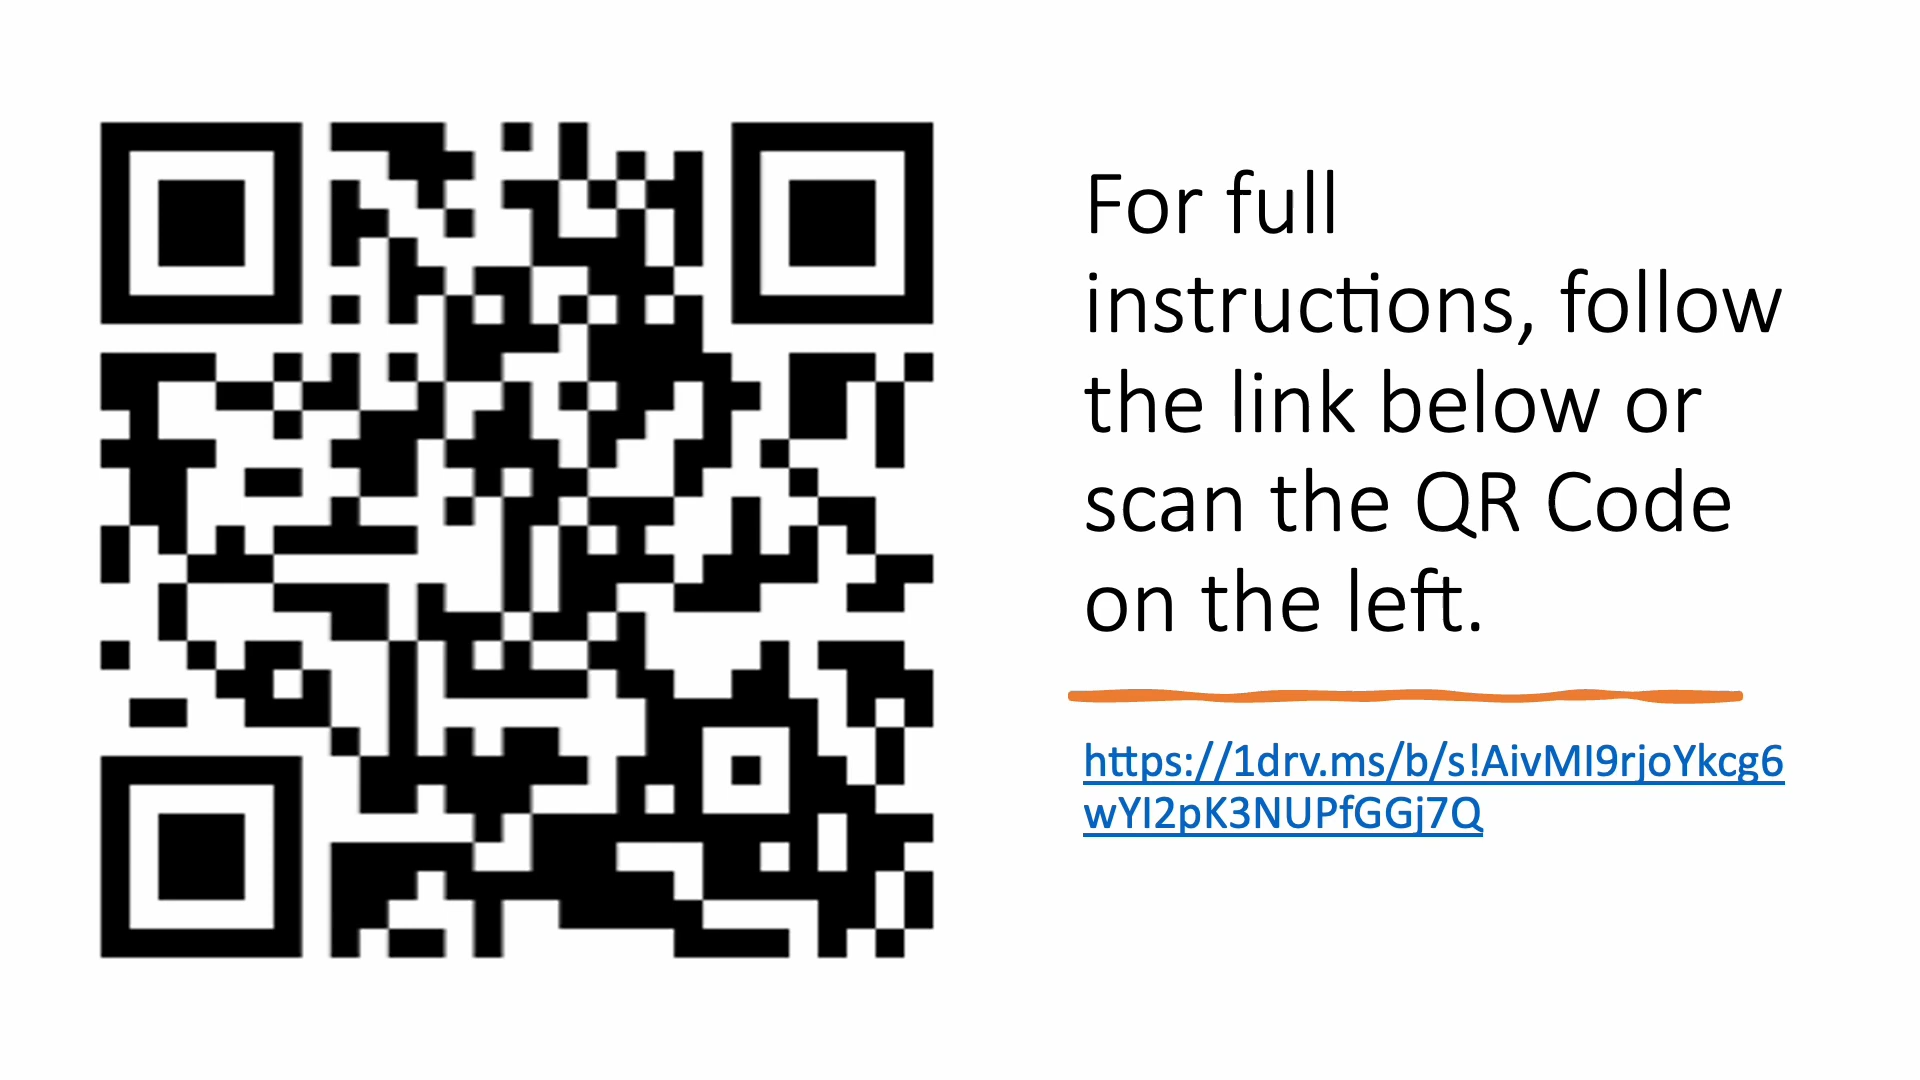 For full
instructions, follow
the link below or
scan the QR Code
on the left.
https://1drv.ms/b/s!AivMI9rjoYkcg6
wYI2pK3NUPfGGj7Q